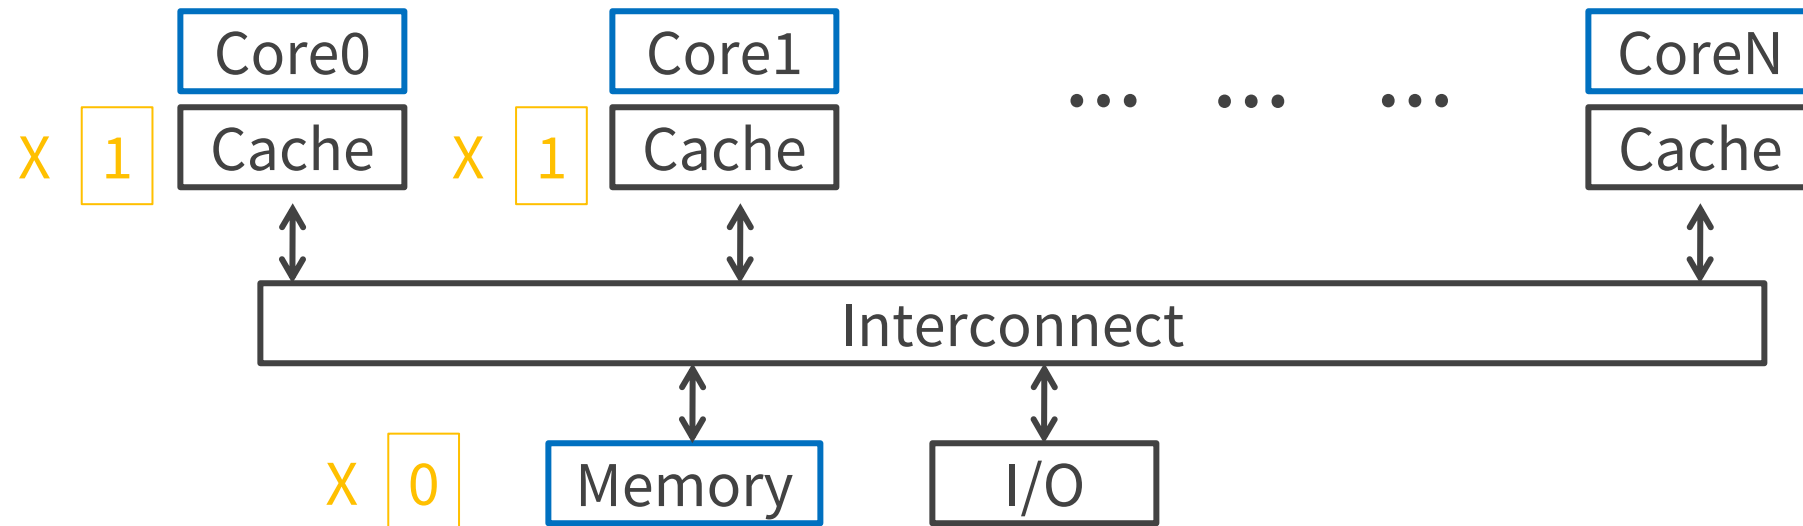 Core0 Core1 CoreN
... ... ...
X 1 Cache X 1 Cache Cache
Interconnect
X 0 Memory I/O